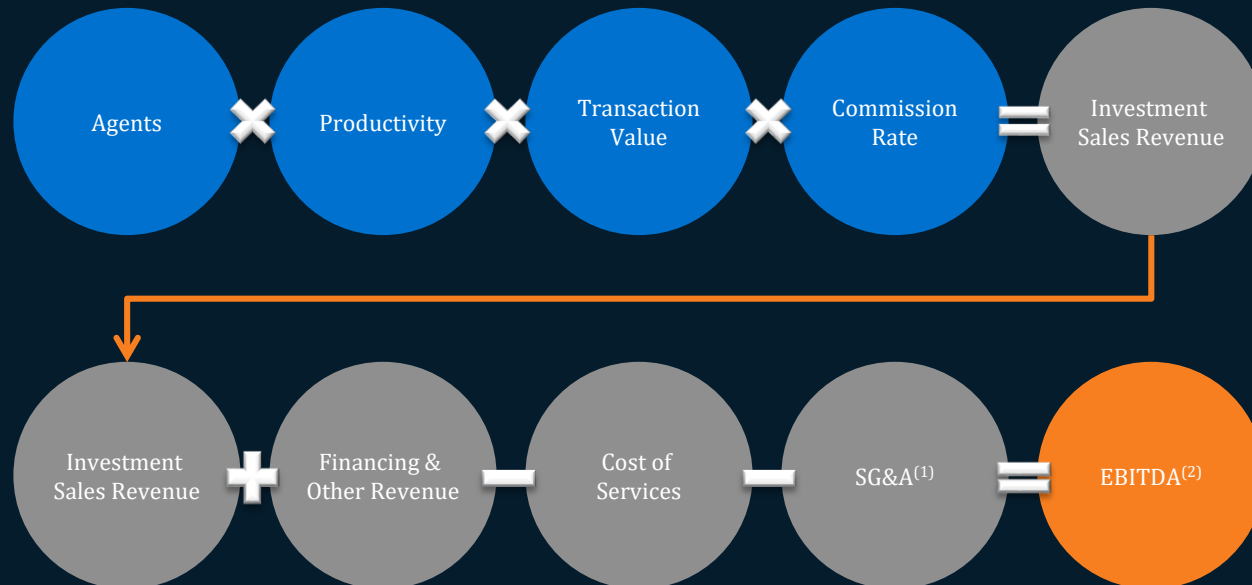 Agents
Productivity
Transaction
Value
Commission
Rate
Investment
Sales Revenue
Investment
Sales Revenue
Financing &
Other Revenue
Cost of
Services
SG&A(1)
EBITDA(2)